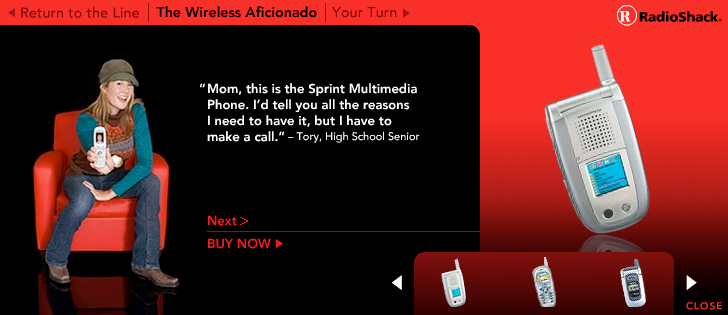 Return to the Line
The Wireless Aficionado
Your Turn
R RadioShack.
“Mom, this is the Sprint Multimedia
Phone. I’d tell you all the reasons
I need to have it, but I have to
make a call.” – Tory, High School Senior
Next >
BUY NOW
CLOSE